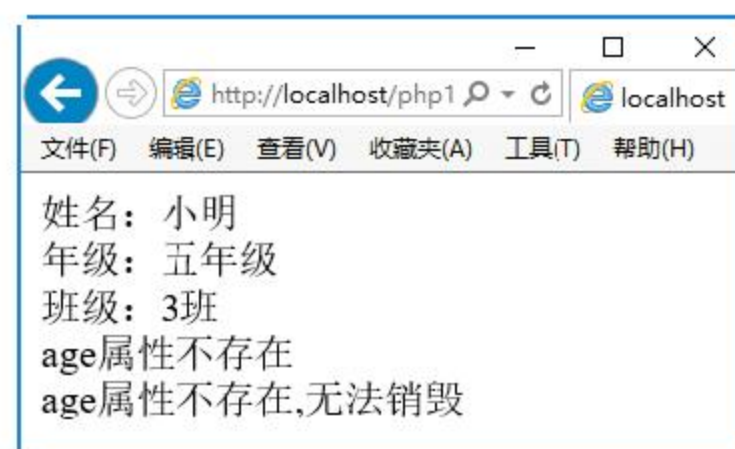 http://localhost/php1
localhost
文件(F) 编辑(E) 查看(V) 收藏夹(A) 工具(T) 帮助(H)
姓名：小明
年级：五年级
班级：3班
age属性不存在
age属性不存在,无法销毁